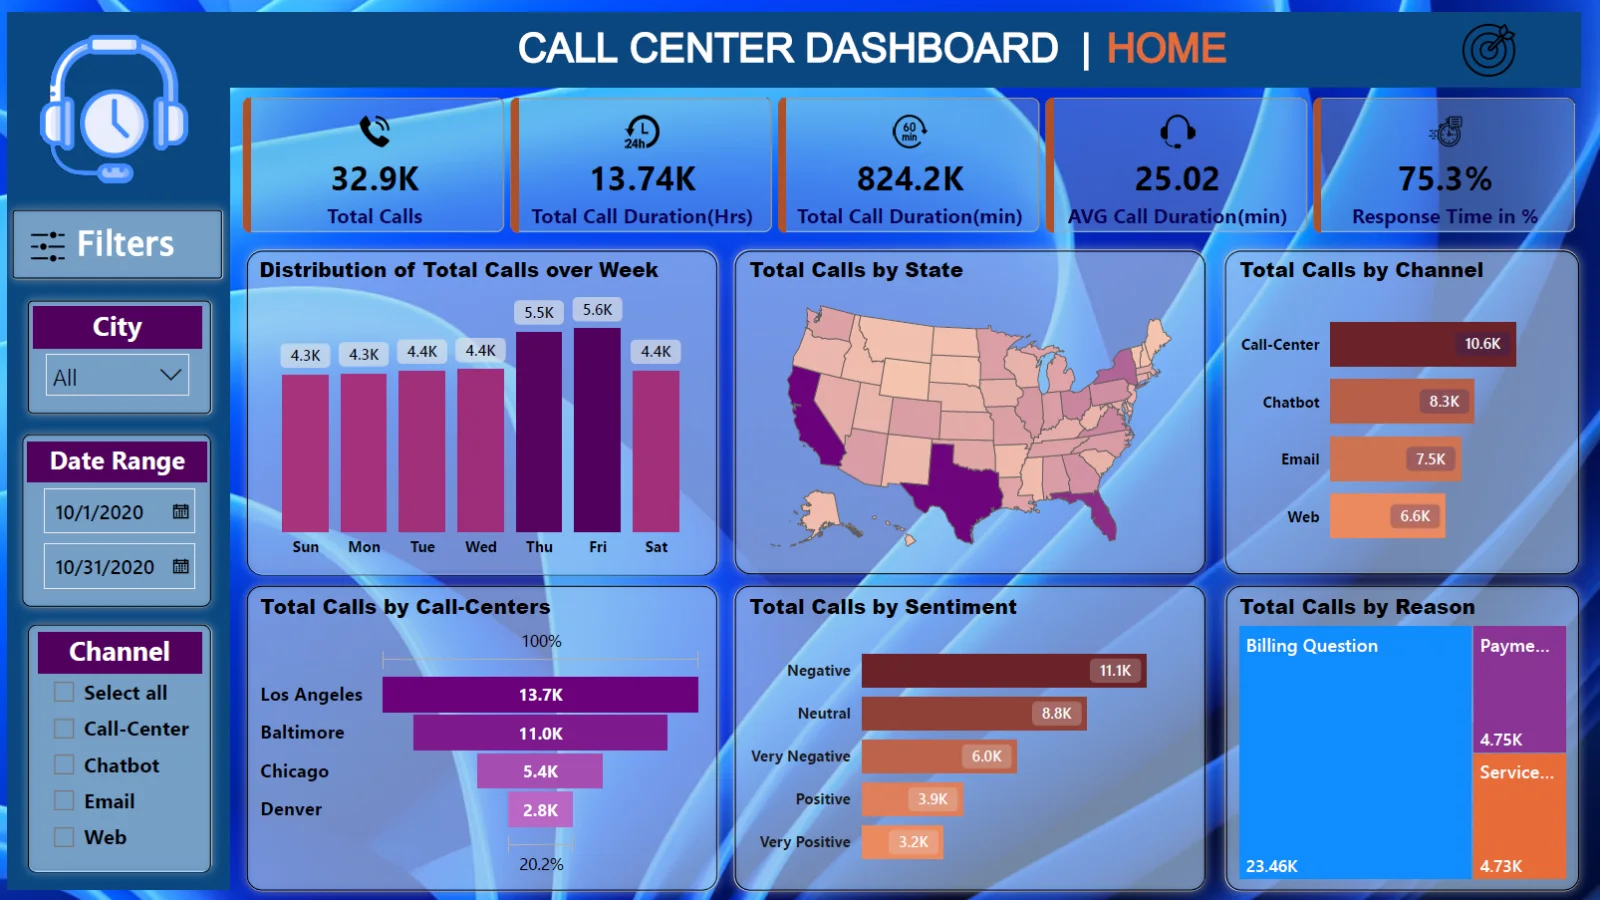 CALL CENTER DASHBOARD | HOME
32.9K
Total Calls
24h
13.74K
Total Call Duration(Hrs)
60
min
824.2K
Total Call Duration(min)
25.02
AVG Call Duration(min)
75.3%
Response Time in %
Filters
City
All
Date Range
10/1/2020
10/31/2020
Channel
Select all
Call-Center
Chatbot
Email
Web
Distribution of Total Calls over Week
4.3K 4.3K 4.4K 4.4K 5.5K 5.6K 4.4K
Sun Mon Tue Wed Thu Fri Sat
Total Calls by State
Total Calls by Channel
Call-Center 10.6K
Chatbot 8.3K
Email 7.5K
Web 6.6K
Total Calls by Call-Centers
100%
Los Angeles 13.7K
Baltimore 11.0K
Chicago 5.4K
Denver 2.8K
20.2%
Total Calls by Sentiment
Negative 11.1K
Neutral 8.8K
Very Negative 6.0K
Positive 3.9K
Very Positive 3.2K
Total Calls by Reason
Billing Question
23.46K
Payme...
4.75K
Service...
4.73K